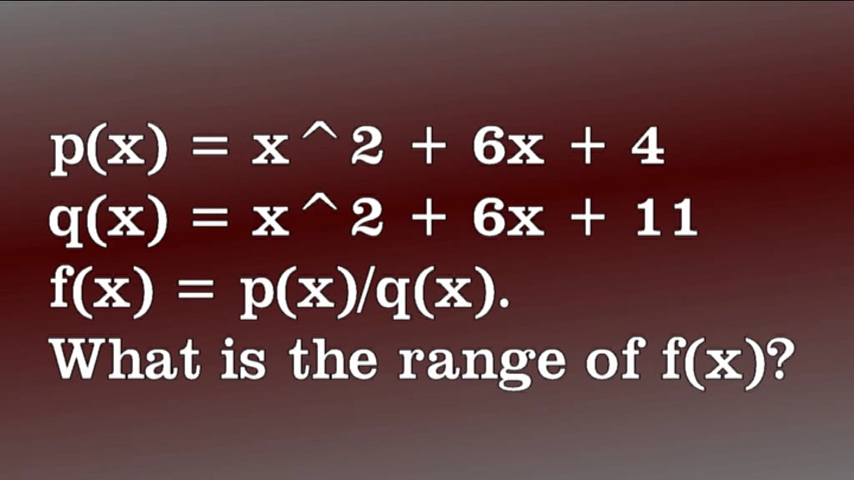 p(x) = x^2 + 6x + 4
q(x) = x^2 + 6x + 11
f(x) = p(x)/q(x).
What is the range of f(x)?